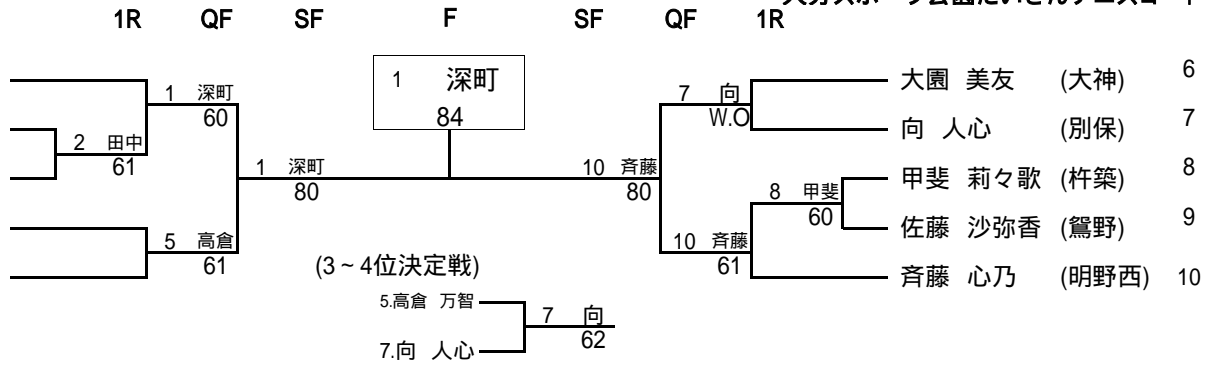 1R QF SF F SF QF 1R
1 深町
84
大園 美友 (大神) 6
1 深町
60
7 向
W.O
向 人心 (別保) 7
2 田中
61
1 深町
80
10 斉藤
80
甲斐 莉々歌 (杵築) 8
8 甲斐
60
佐藤 沙弥香 (鴛野) 9
5 高倉
61
10 斉藤
61
斉藤 心乃 (明野西) 10
(3~4位決定戦)
5.高倉 万智
7 向
62
7.向 人心